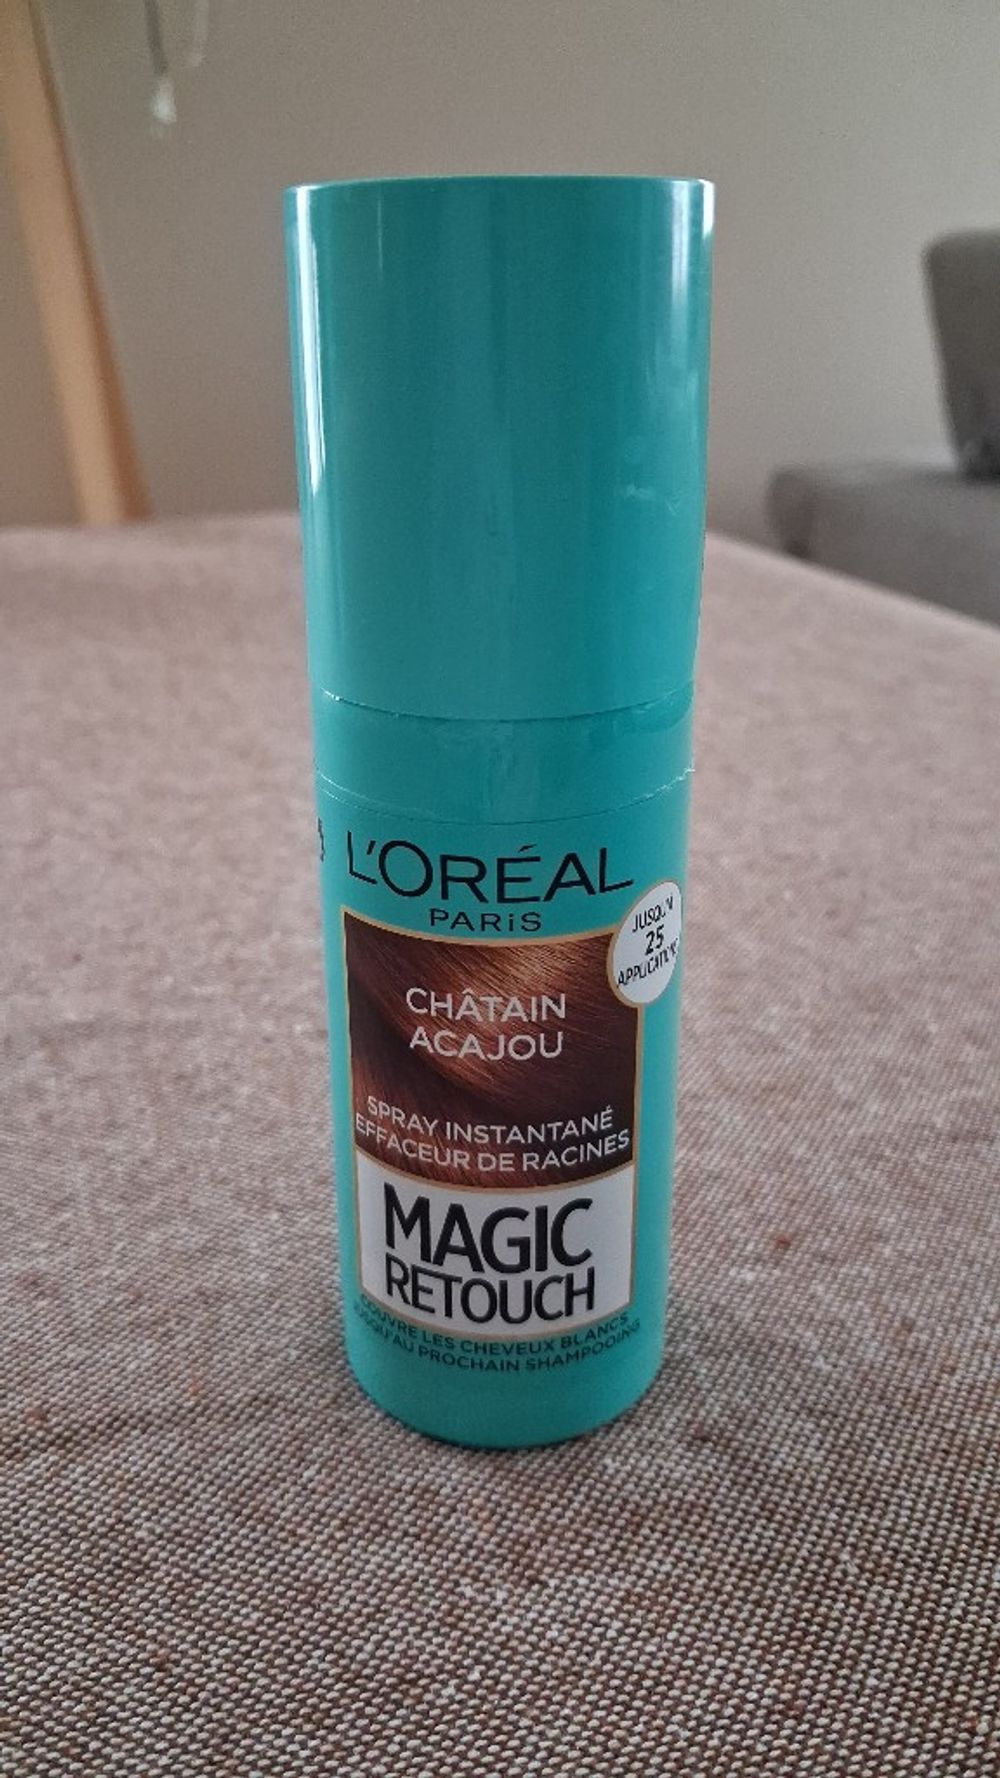 L'ORÉAL
PARiS
JUSQU'À
25
APPLICATIONS
CHÂTAIN
ACAJOU
SPRAY INSTANTANÉ
EFFACEUR DE RACINES
MAGIC
RETOUCH
COUVRE LES CHEVEUX BLANCS
JUSQU'AU PROCHAIN SHAMPOOING